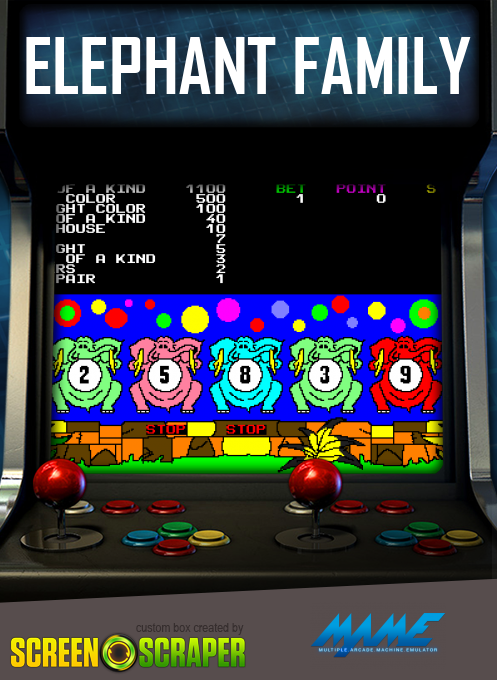 ELEPHANT FAMILY
OF A KIND 1100 BET POINT S
COLOR 500 1 0
GHT COLOR 100
OF A KIND 40
HOUSE 10
7
GHT 5
OF A KIND 3
RS 2
PAIR 1
2 5 8 3 9
STOP STOP
custom box created by
SCREEN SCRAPER
MAME
MULTIPLE ARCADE MACHINE EMULATOR